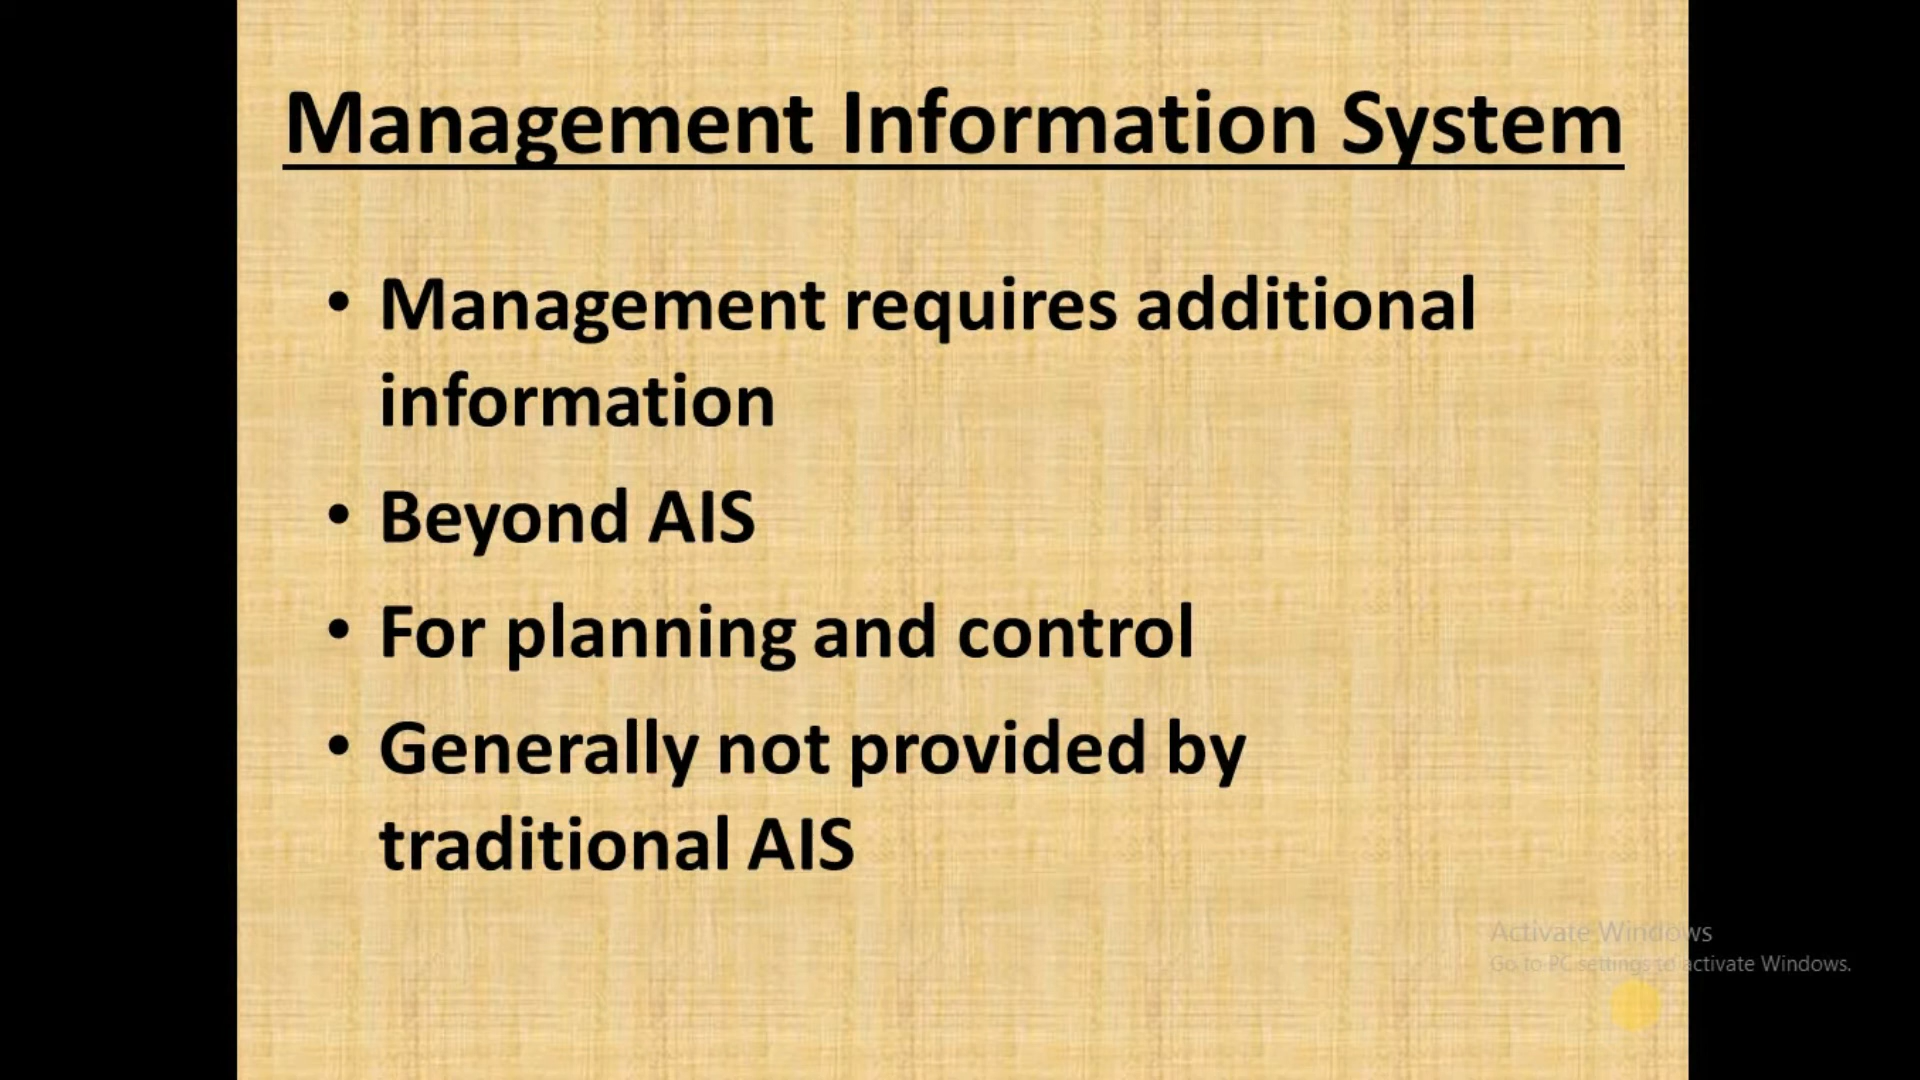 Management Information System
• Management requires additional
information
• Beyond AIS
• For planning and control
• Generally not provided by
traditional AIS
Activate Windows
Go to PC settings to activate Windows.